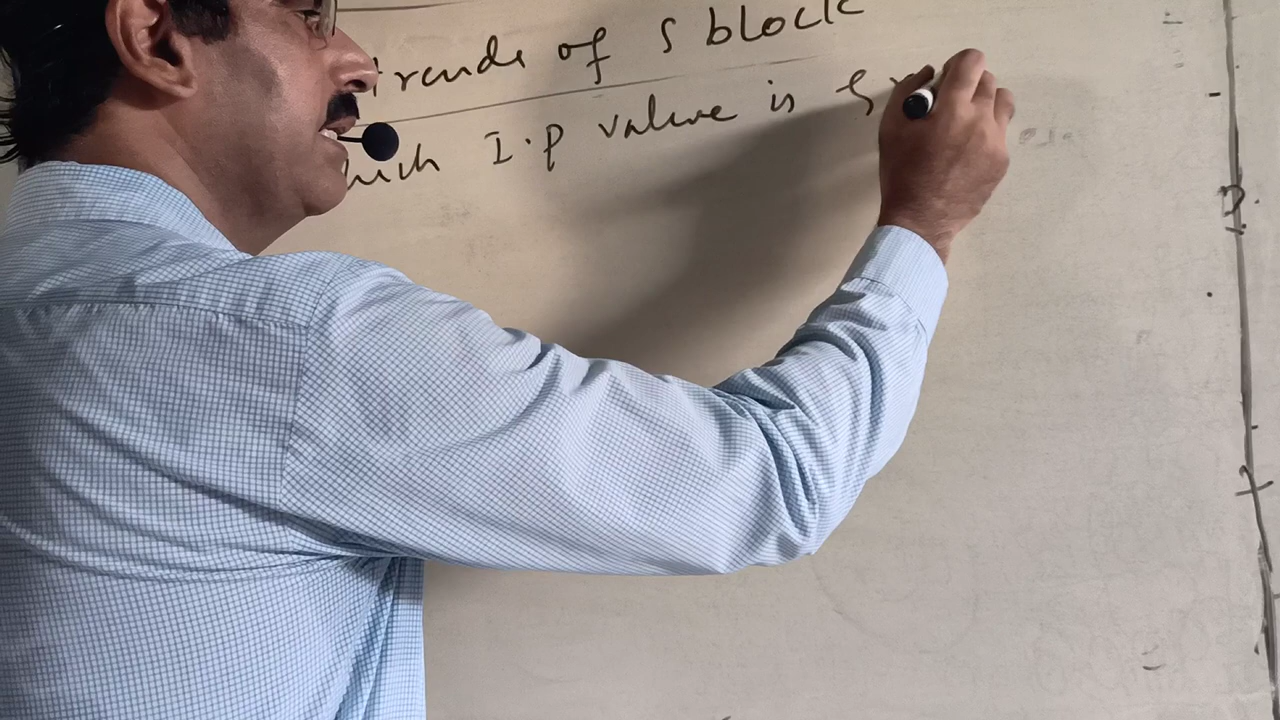 trends of S block
which I.P value is